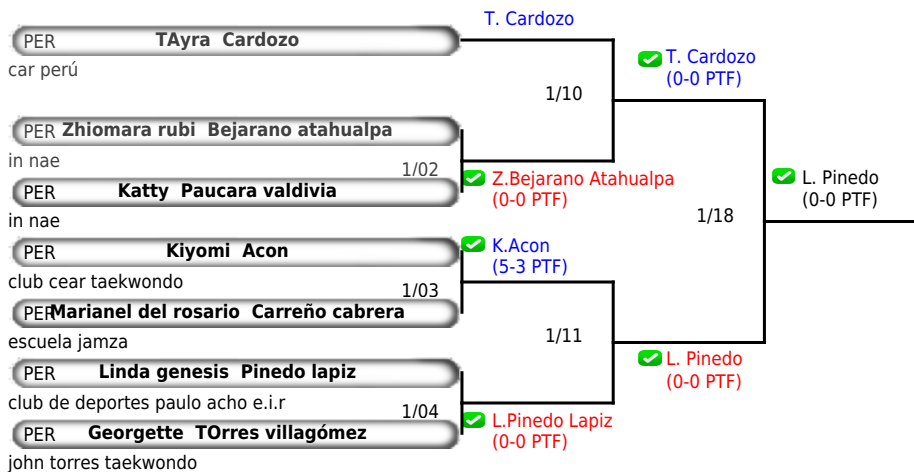 T. Cardozo
PER TAyra Cardozo
car perú
T. Cardozo
(0-0 PTF)
1/10
PER Zhiomara rubi Bejarano atahualpa
in nae
1/02
Z.Bejarano Atahualpa
(0-0 PTF)
PER Katty Paucara valdivia
in nae
L. Pinedo
(0-0 PTF)
1/18
PER Kiyomi Acon
club cear taekwondo
K.Acon
(5-3 PTF)
1/03
PER Marianel del rosario Carreño cabrera
escuela jamza
1/11
L. Pinedo
(0-0 PTF)
PER Linda genesis Pinedo lapiz
club de deportes paulo acho e.i.r
1/04
L.Pinedo Lapiz
(0-0 PTF)
PER Georgette TOrres villagómez
john torres taekwondo